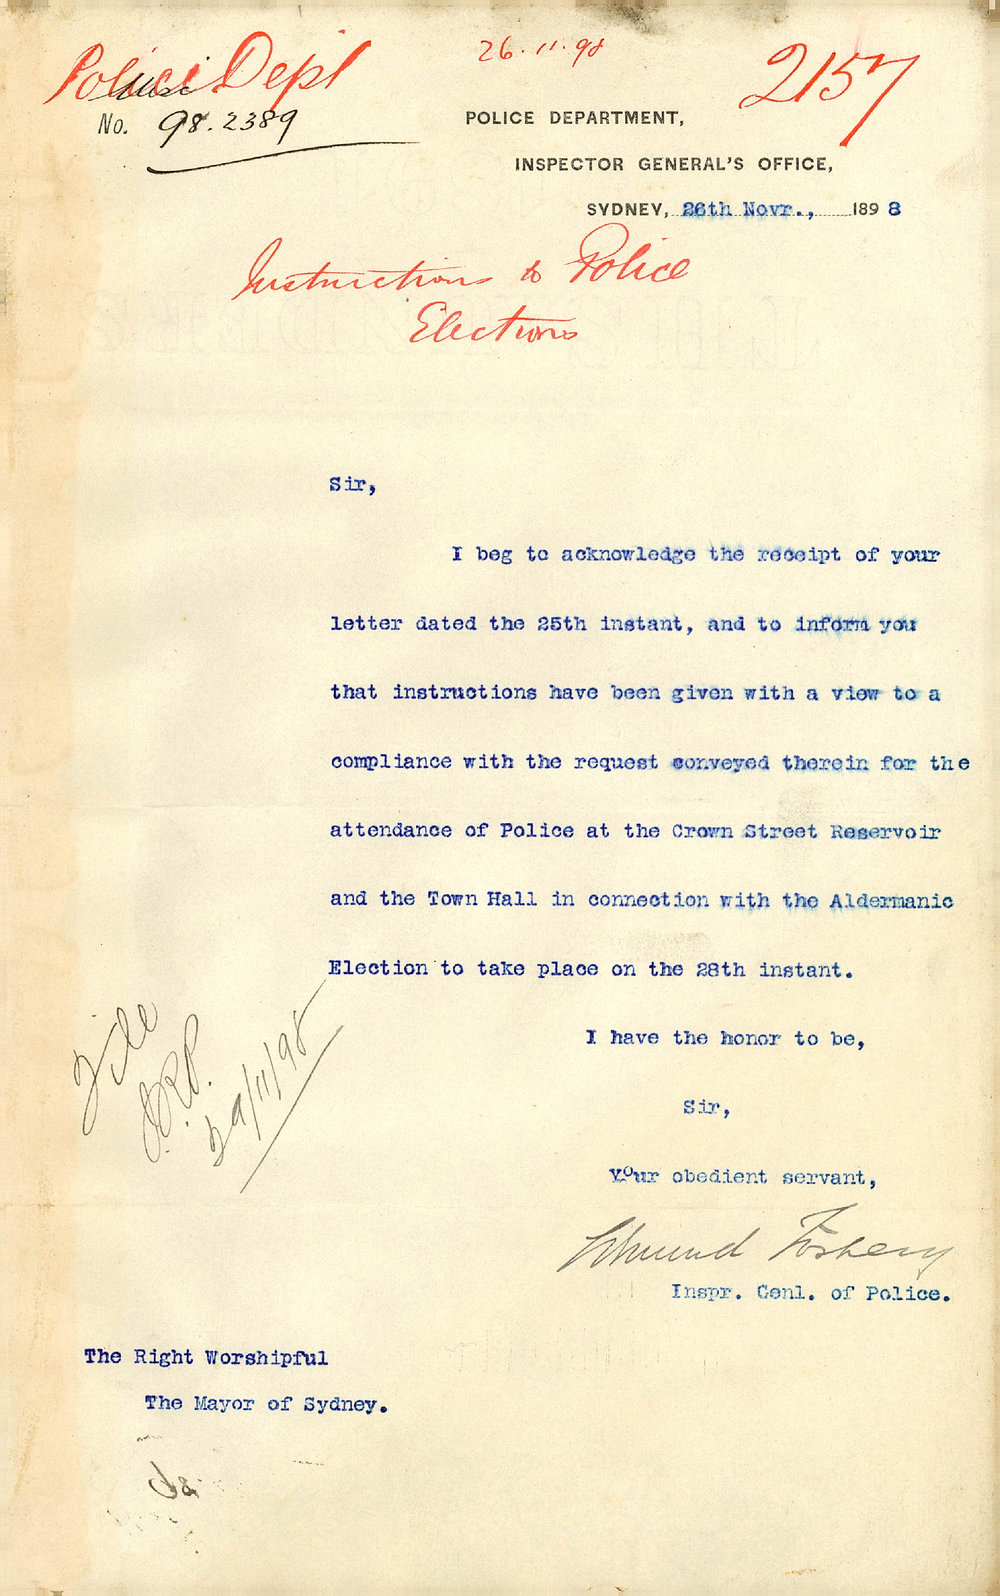 Police Dept
26.11.98
2157
No. 98.2389
POLICE DEPARTMENT,
INSPECTOR GENERAL'S OFFICE,
SYDNEY, 26th Novr., 1898
Instructions to Police
Elections
Sir,
I beg to acknowledge the receipt of your
letter dated the 25th instant, and to inform you
that instructions have been given with a view to a
compliance with the request conveyed therein for the
attendance of Police at the Crown Street Reservoir
and the Town Hall in connection with the Aldermanic
Election to take place on the 28th instant.
I have the honor to be,
Sir,
Your obedient servant,
Edmund Fosbery
Inspr. Genl. of Police.
File
29/11/98
The Right Worshipful
The Mayor of Sydney.